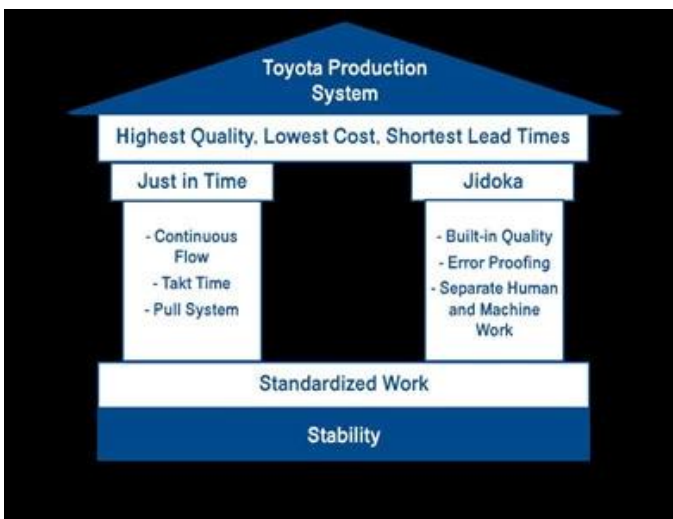 Toyota Production
System
Highest Quality, Lowest Cost, Shortest Lead Times
Just in Time
- Continuous
Flow
- Takt Time
- Pull System
Jidoka
- Built-in Quality
- Error Proofing
- Separate Human
and Machine
Work
Standardized Work
Stability